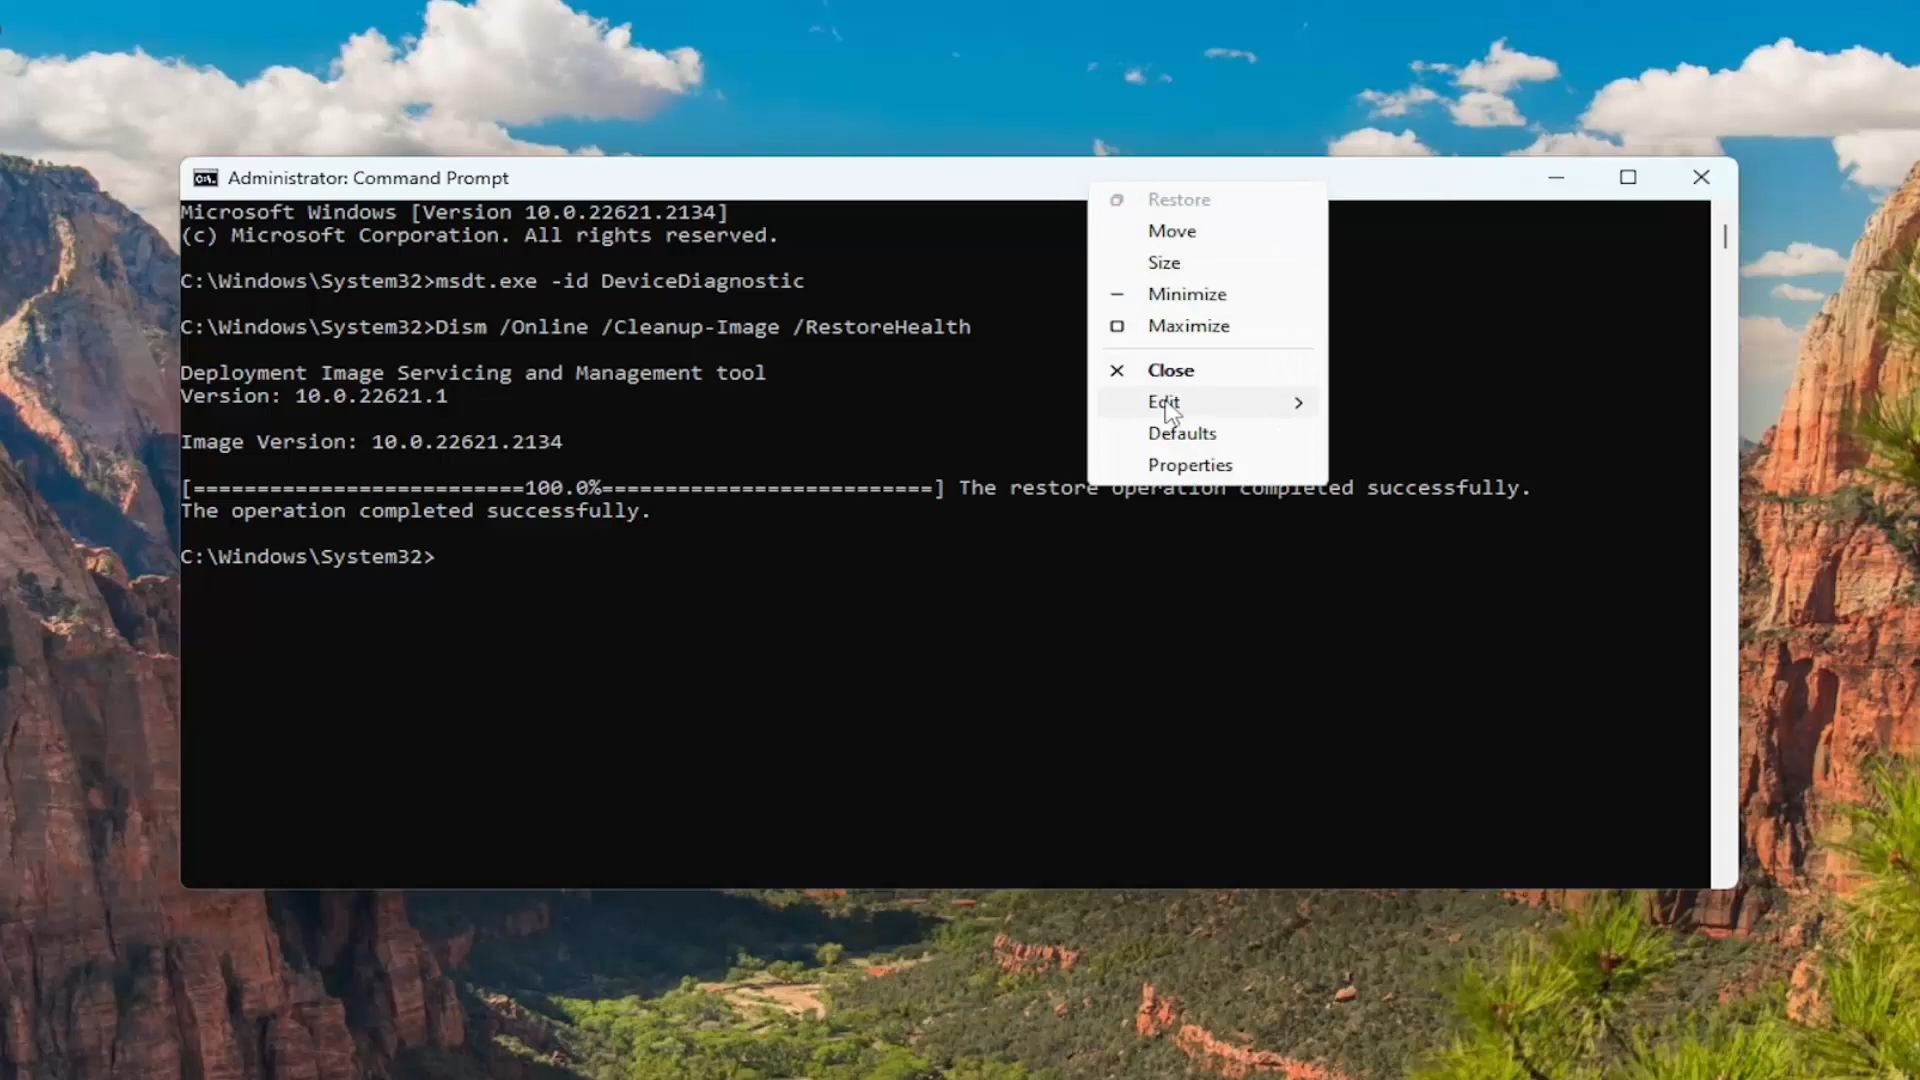 Administrator: Command Prompt
Microsoft Windows [Version 10.0.22621.2134]
(c) Microsoft Corporation. All rights reserved.
C:\Windows\System32>msdt.exe -id DeviceDiagnostic
C:\Windows\System32>Dism /Online /Cleanup-Image /RestoreHealth
Deployment Image Servicing and Management tool
Version: 10.0.22621.1
Image Version: 10.0.22621.2134
[==========================100.0%==========================] The restore operation completed successfully.
The operation completed successfully.
C:\Windows\System32>
Restore
Move
Size
Minimize
Maximize
Close
Edit
Defaults
Properties